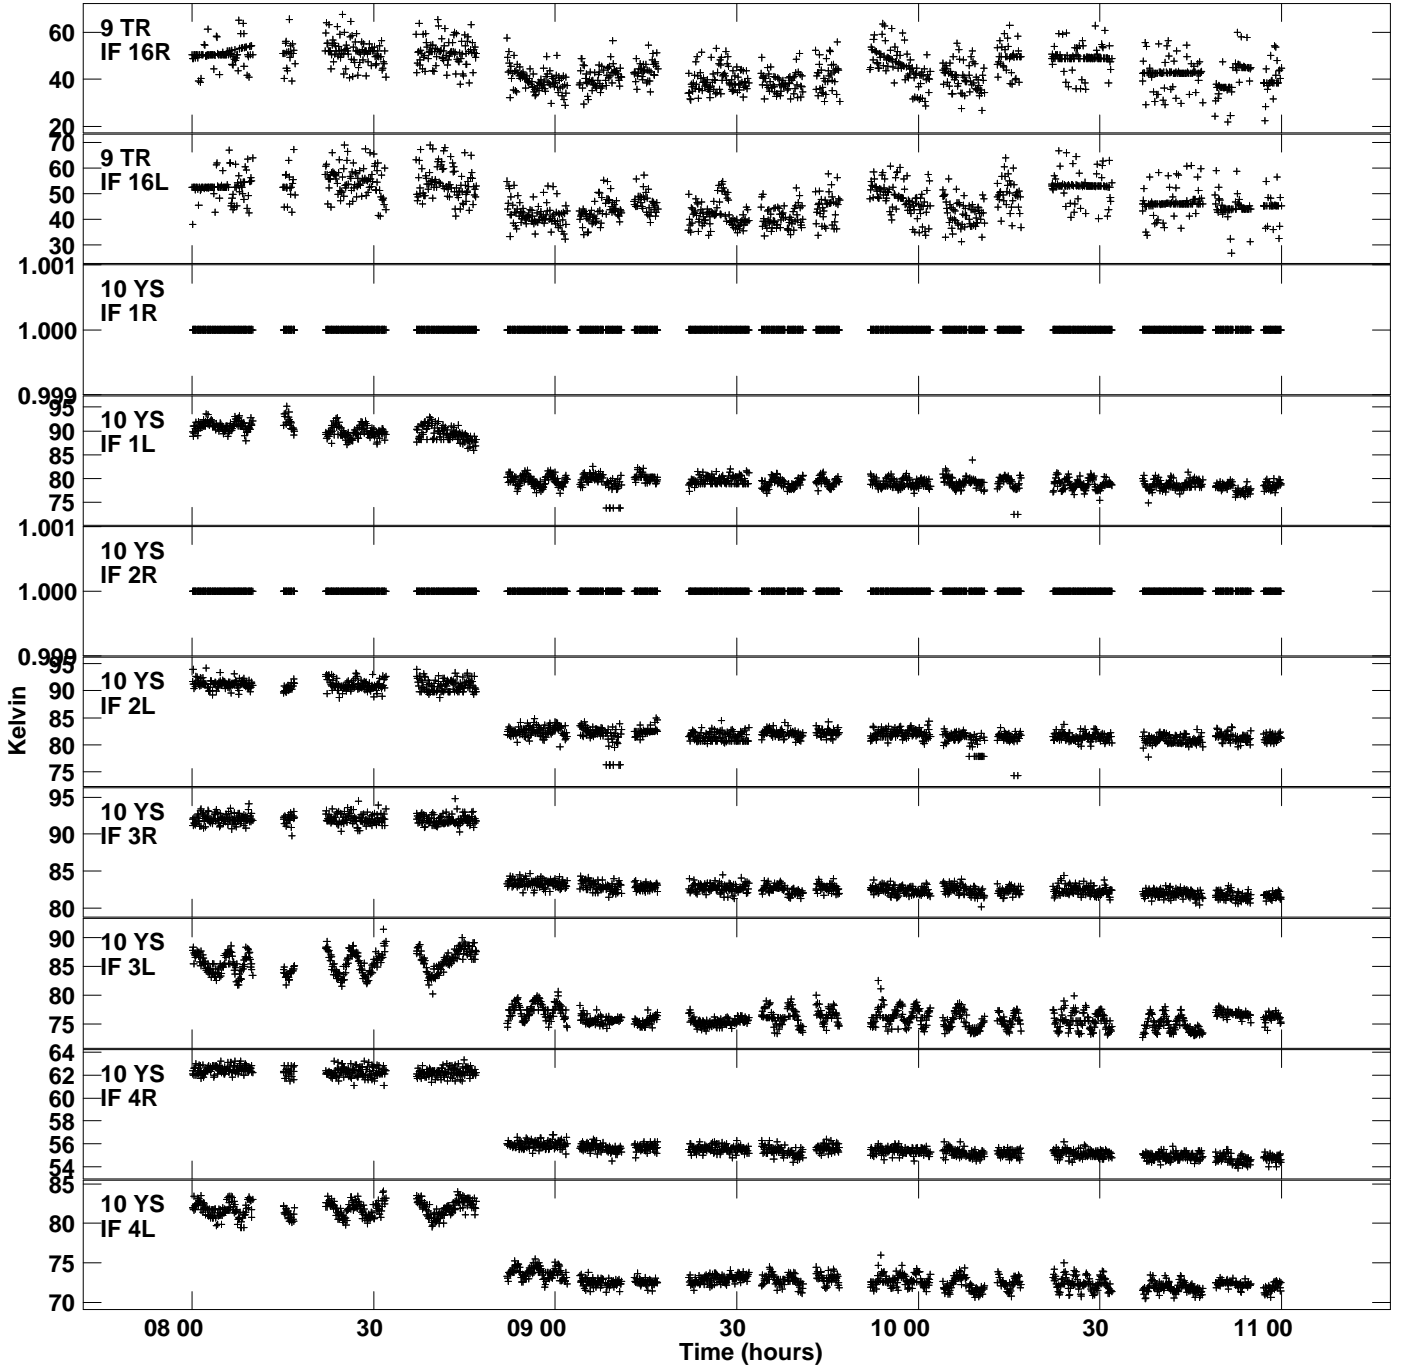 9 TR
IF 16R
60
40
20
9 TR
IF 16L
70
60
50
40
30
10 YS
IF 1R
1.001
1.000
0.999
10 YS
IF 1L
95
90
85
80
75
10 YS
IF 2R
1.001
1.000
0.999
10 YS
IF 2L
95
90
85
80
75
10 YS
IF 3R
95
90
85
80
10 YS
IF 3L
90
85
80
75
10 YS
IF 4R
64
62
60
58
56
54
10 YS
IF 4L
85
80
75
70
Kelvin
08 00 30 09 00 30 10 00 30 11 00
Time (hours)